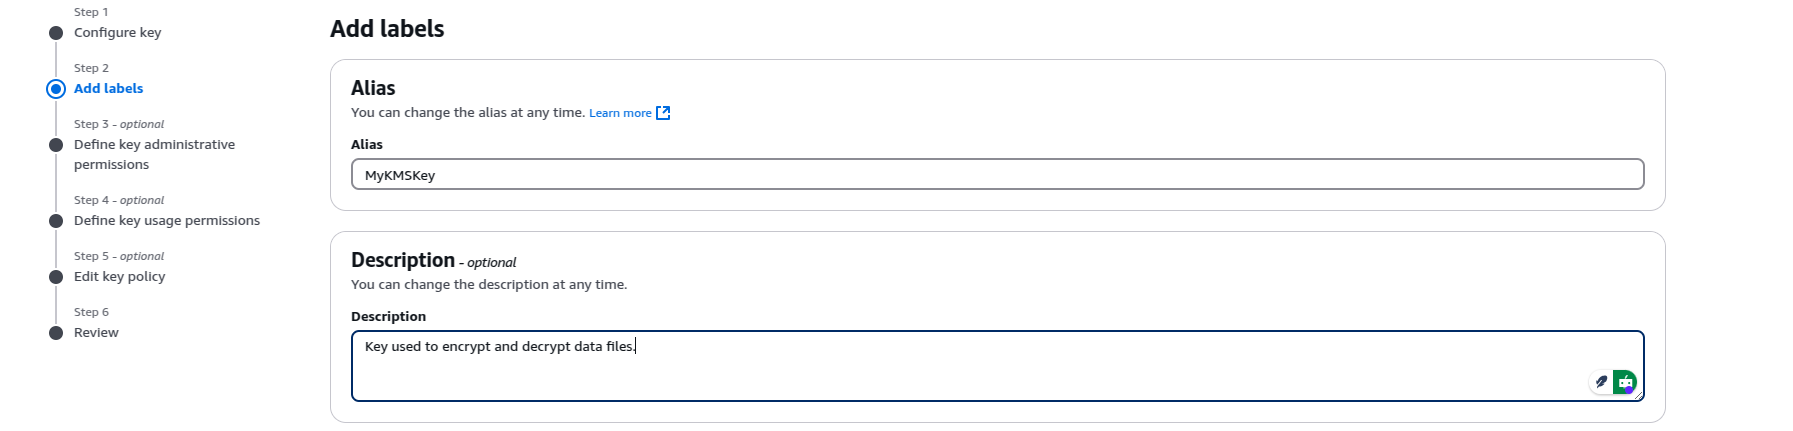 Step 1
Configure key
Step 2
Add labels
Step 3 - optional
Define key administrative
permissions
Step 4 - optional
Define key usage permissions
Step 5 - optional
Edit key policy
Step 6
Review
Add labels
Alias
You can change the alias at any time. Learn more
Alias
MyKMSKey
Description - optional
You can change the description at any time.
Description
Key used to encrypt and decrypt data files.